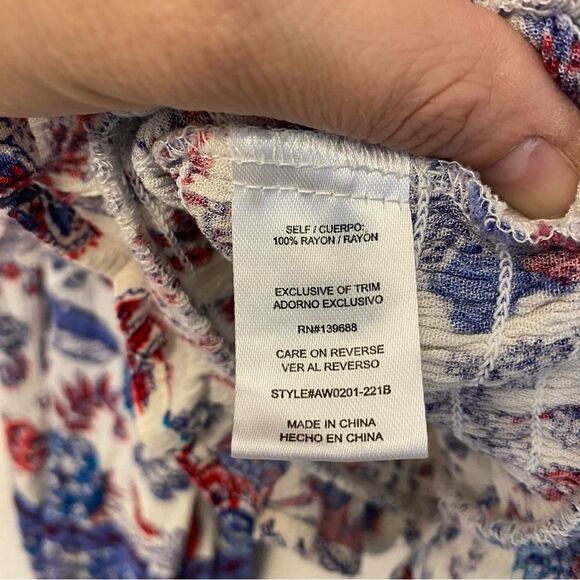 SELF / CUERPO:
100% RAYON / RAYÓN
EXCLUSIVE OF TRIM
ADORNO EXCLUSIVO
RN#139688
CARE ON REVERSE
VER AL REVERSO
STYLE#AW0201-221B
MADE IN CHINA
HECHO EN CHINA